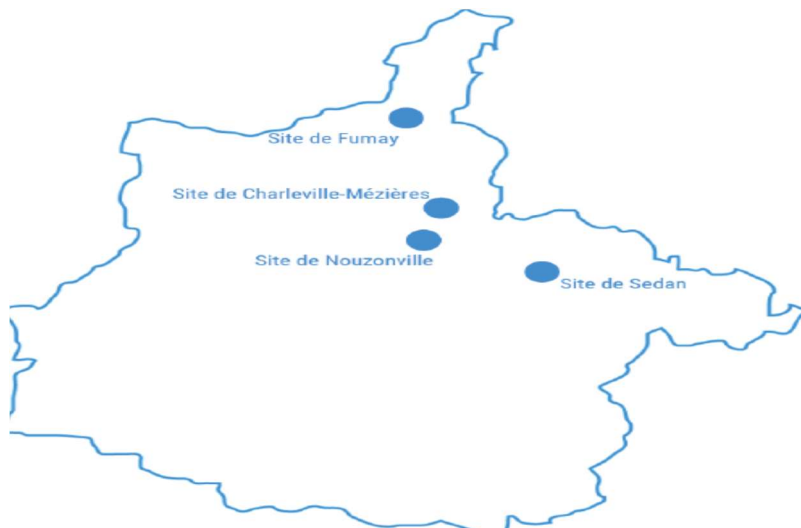 Site de Fumay
Site de Charleville-Mézières
Site de Nouzonville
Site de Sedan